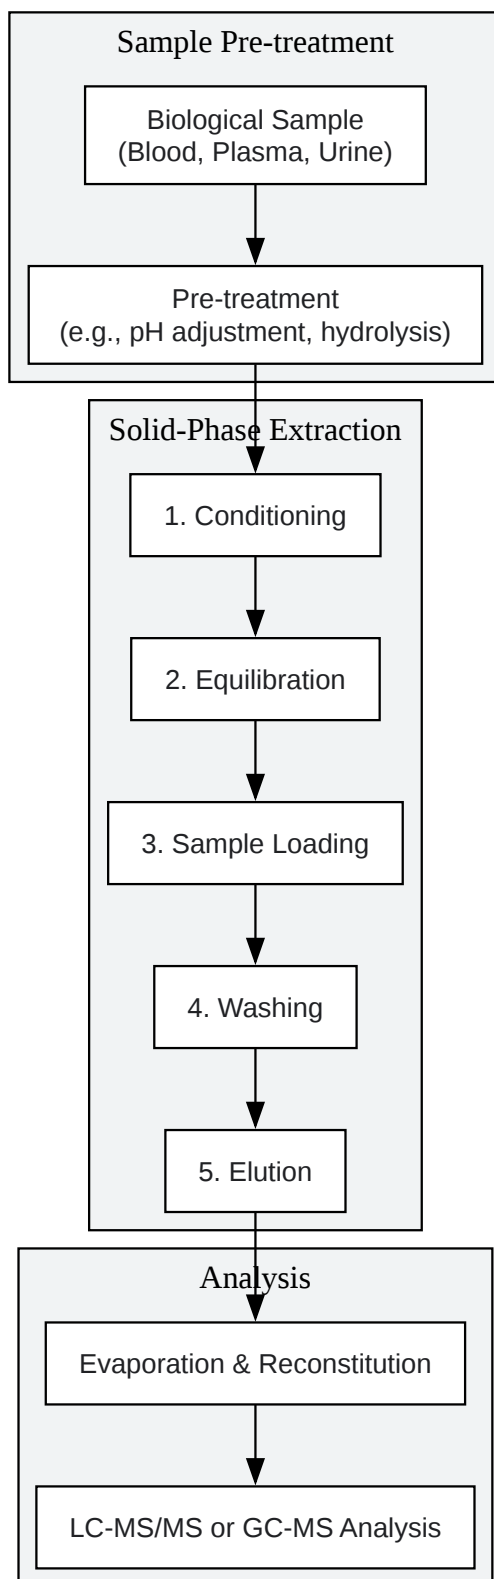 Sample Pre-treatment
Biological Sample
(Blood, Plasma, Urine)
Pre-treatment
(e.g., pH adjustment, hydrolysis)
Solid-Phase Extraction
1. Conditioning
2. Equilibration
3. Sample Loading
4. Washing
5. Elution
Analysis
Evaporation & Reconstitution
LC-MS/MS or GC-MS Analysis